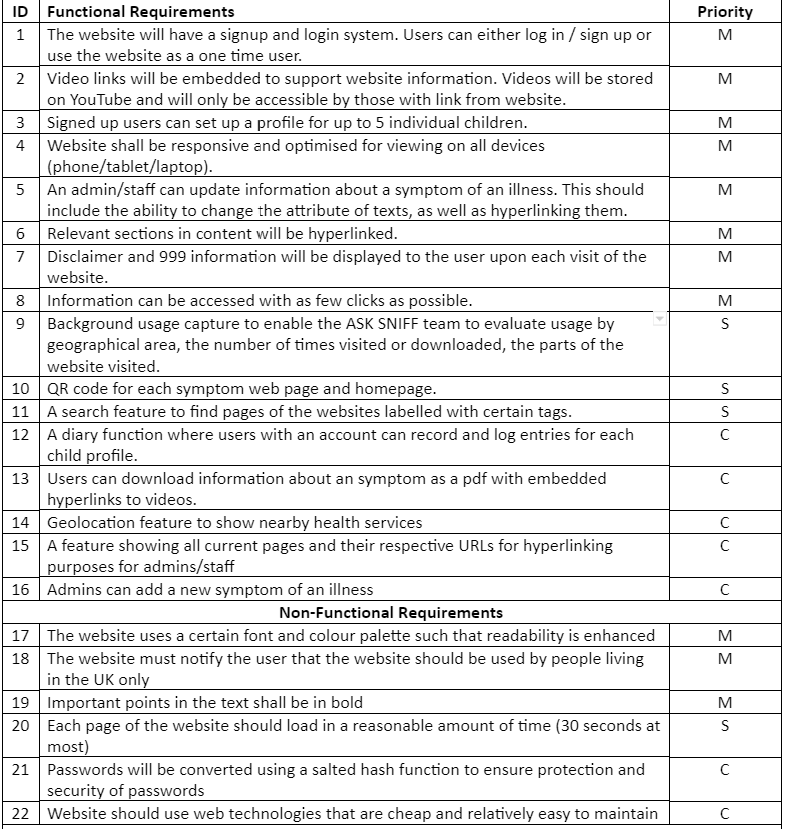 ID Functional Requirements Priority
1 The website will have a signup and login system. Users can either log in / sign up or M
use the website as a one time user.
2 Video links will be embedded to support website information. Videos will be stored M
on YouTube and will only be accessible by those with link from website.
3 Signed up users can set up a profile for up to 5 individual children. M
4 Website shall be responsive and optimised for viewing on all devices M
(phone/tablet/laptop).
5 An admin/staff can update information about a symptom of an illness. This should M
include the ability to change the attribute of texts, as well as hyperlinking them.
6 Relevant sections in content will be hyperlinked. M
7 Disclaimer and 999 information will be displayed to the user upon each visit of the M
website.
8 Information can be accessed with as few clicks as possible. M
9 Background usage capture to enable the ASK SNIFF team to evaluate usage by S
geographical area, the number of times visited or downloaded, the parts of the
website visited.
10 QR code for each symptom web page and homepage. S
11 A search feature to find pages of the websites labelled with certain tags. S
12 A diary function where users with an account can record and log entries for each C
child profile.
13 Users can download information about an symptom as a pdf with embedded C
hyperlinks to videos.
14 Geolocation feature to show nearby health services C
15 A feature showing all current pages and their respective URLs for hyperlinking C
purposes for admins/staff
16 Admins can add a new symptom of an illness C
Non-Functional Requirements
17 The website uses a certain font and colour palette such that readability is enhanced M
18 The website must notify the user that the website should be used by people living M
in the UK only
19 Important points in the text shall be in bold M
20 Each page of the website should load in a reasonable amount of time (30 seconds at S
most)
21 Passwords will be converted using a salted hash function to ensure protection and C
security of passwords
22 Website should use web technologies that are cheap and relatively easy to maintain C